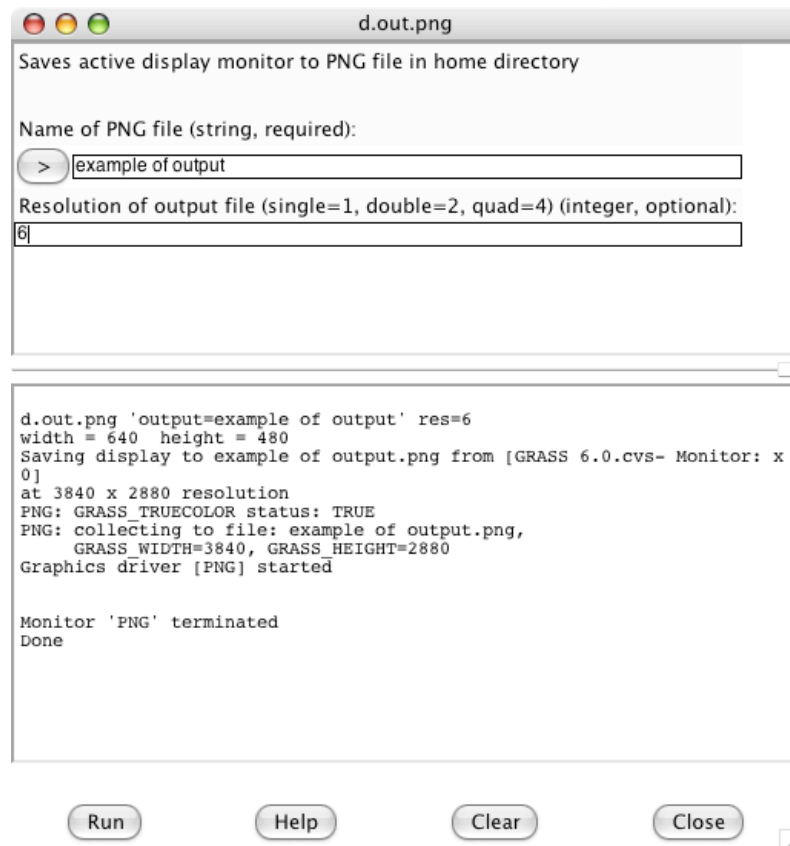 d.out.png
Saves active display monitor to PNG file in home directory
Name of PNG file (string, required):
>
example of output
Resolution of output file (single=1, double=2, quad=4) (integer, optional):
6
d.out.png 'output=example of output' res=6
width = 640  height = 480
Saving display to example of output.png from [GRASS 6.0.cvs- Monitor: x
0]
at 3840 x 2880 resolution
PNG: GRASS_TRUECOLOR status: TRUE
PNG: collecting to file: example of output.png,
     GRASS_WIDTH=3840, GRASS_HEIGHT=2880
Graphics driver [PNG] started
Monitor 'PNG' terminated
Done
Run Help Clear Close